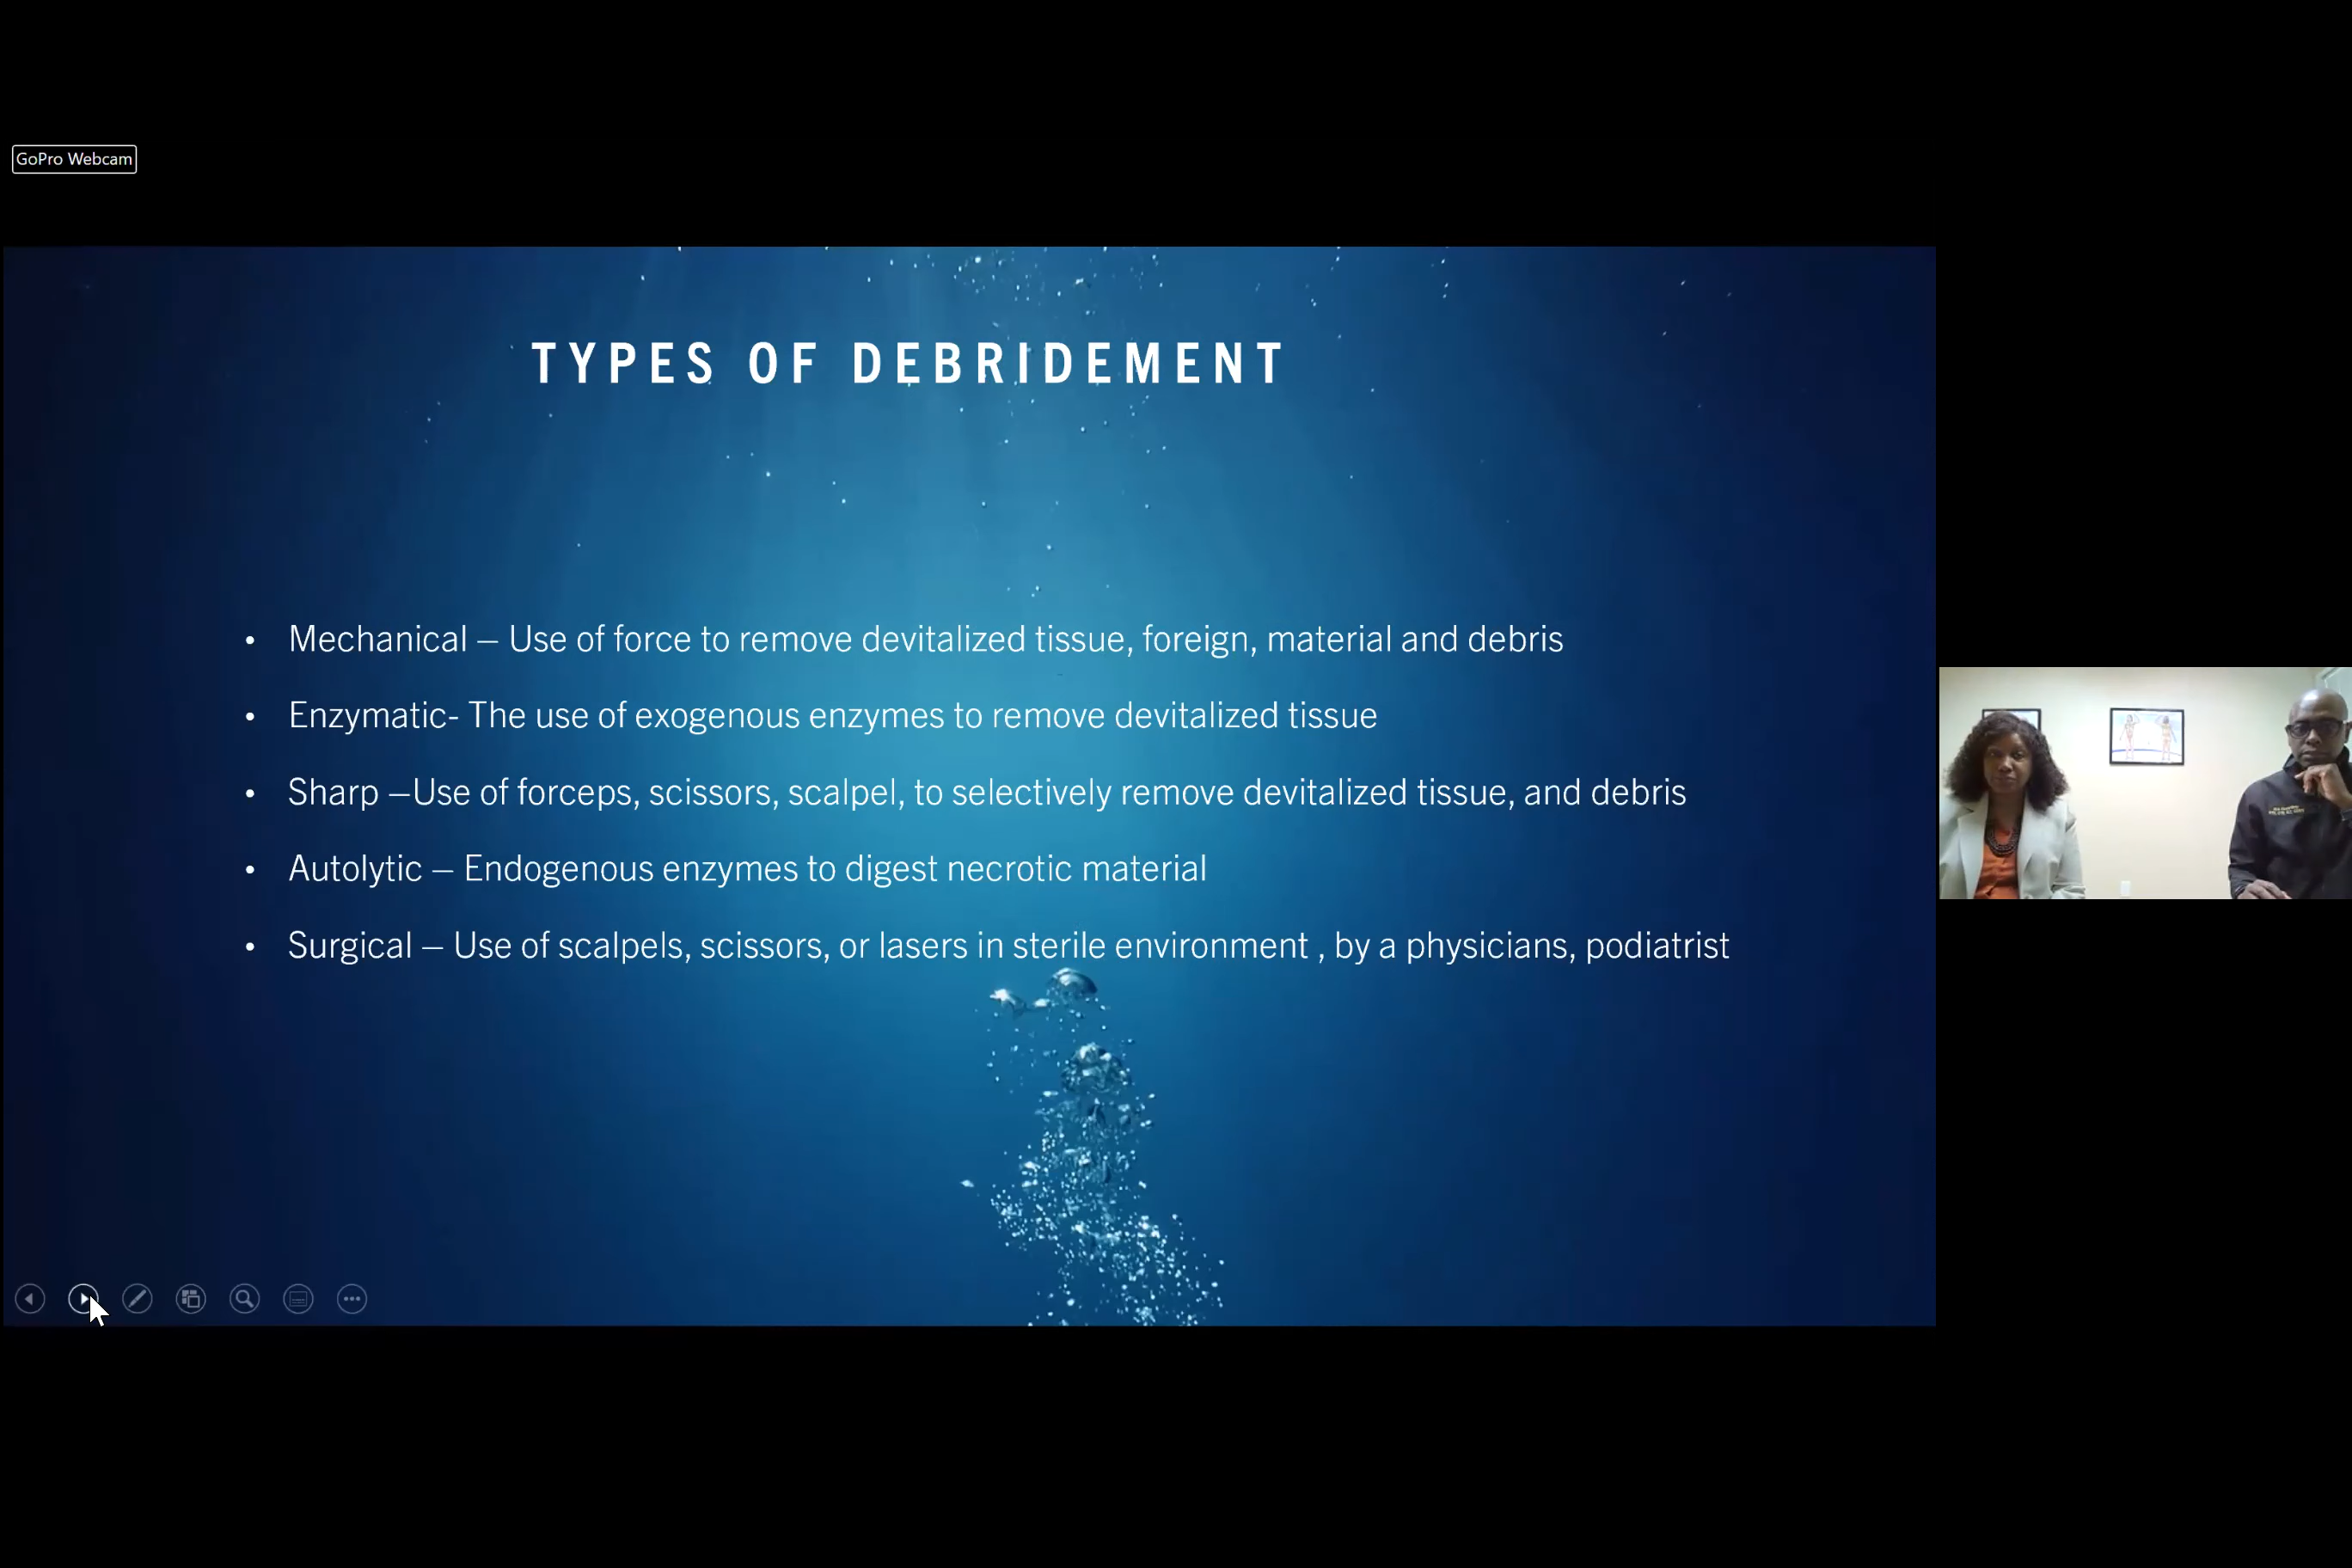 GoPro Webcam
TYPES OF DEBRIDEMENT
• Mechanical – Use of force to remove devitalized tissue, foreign, material and debris
• Enzymatic- The use of exogenous enzymes to remove devitalized tissue
• Sharp –Use of forceps, scissors, scalpel, to selectively remove devitalized tissue, and debris
• Autolytic – Endogenous enzymes to digest necrotic material
• Surgical – Use of scalpels, scissors, or lasers in sterile environment , by a physicians, podiatrist